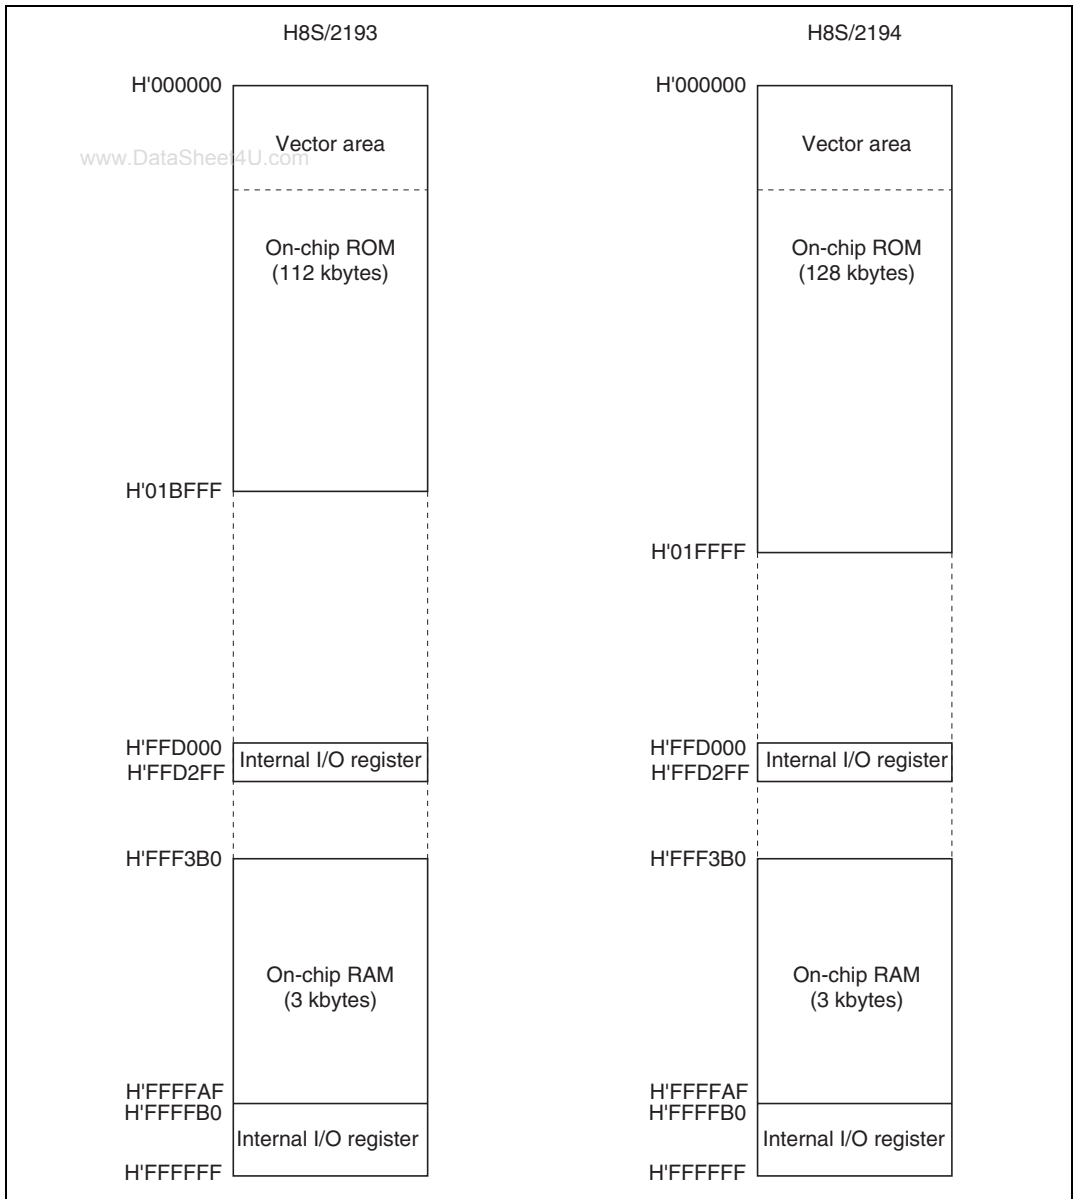 H8S/2193
H'000000
Vector area
www.DataSheet4U.com
On-chip ROM
(112 kbytes)
H'01BFFF
H'FFD000
Internal I/O register
H'FFD2FF
H'FFF3B0
On-chip RAM
(3 kbytes)
H'FFFFAF
H'FFFFB0
Internal I/O register
H'FFFFFF
H8S/2194
H'000000
Vector area
On-chip ROM
(128 kbytes)
H'01FFFF
H'FFD000
Internal I/O register
H'FFD2FF
H'FFF3B0
On-chip RAM
(3 kbytes)
H'FFFFAF
H'FFFFB0
Internal I/O register
H'FFFFFF